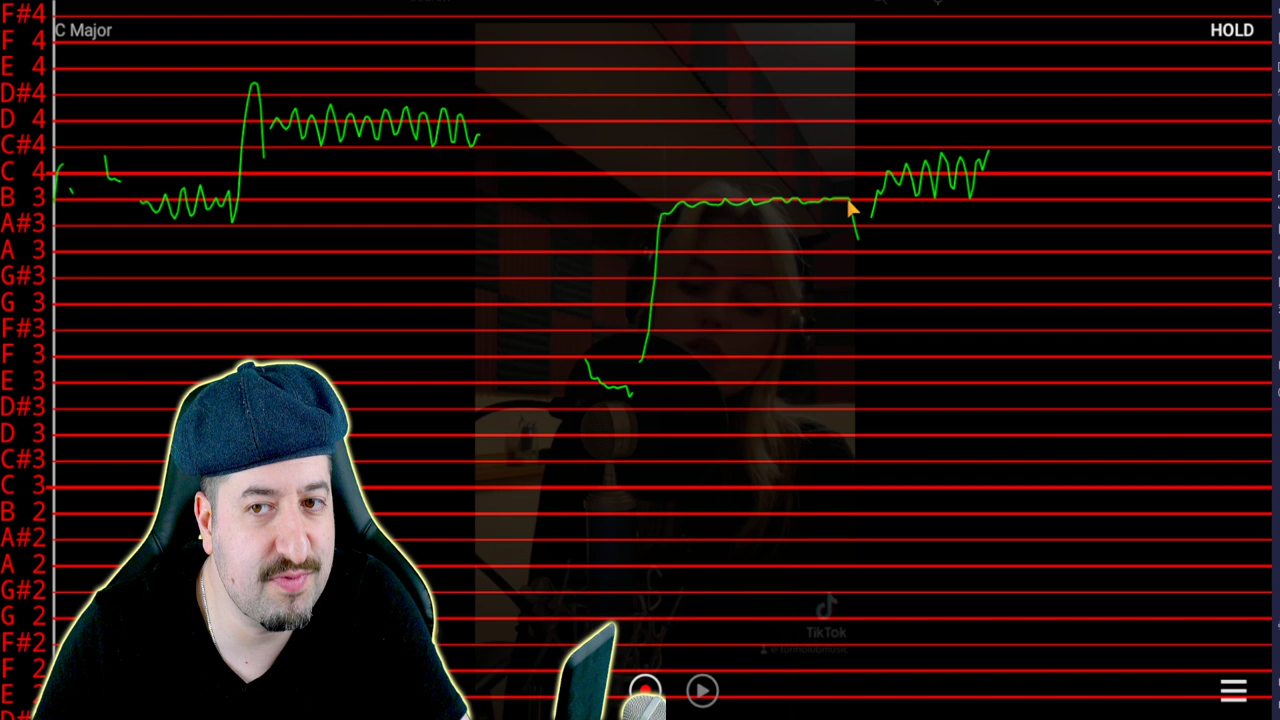 F#4
C Major
HOLD
F 4
E 4
D#4
D 4
C#4
C 4
B 3
A#3
A 3
G#3
G 3
F#3
F 3
E 3
D#3
D 3
C#3
C 3
B 2
A#2
A 2
G#2
G 2
TikTok
F#2
F 2
E 2